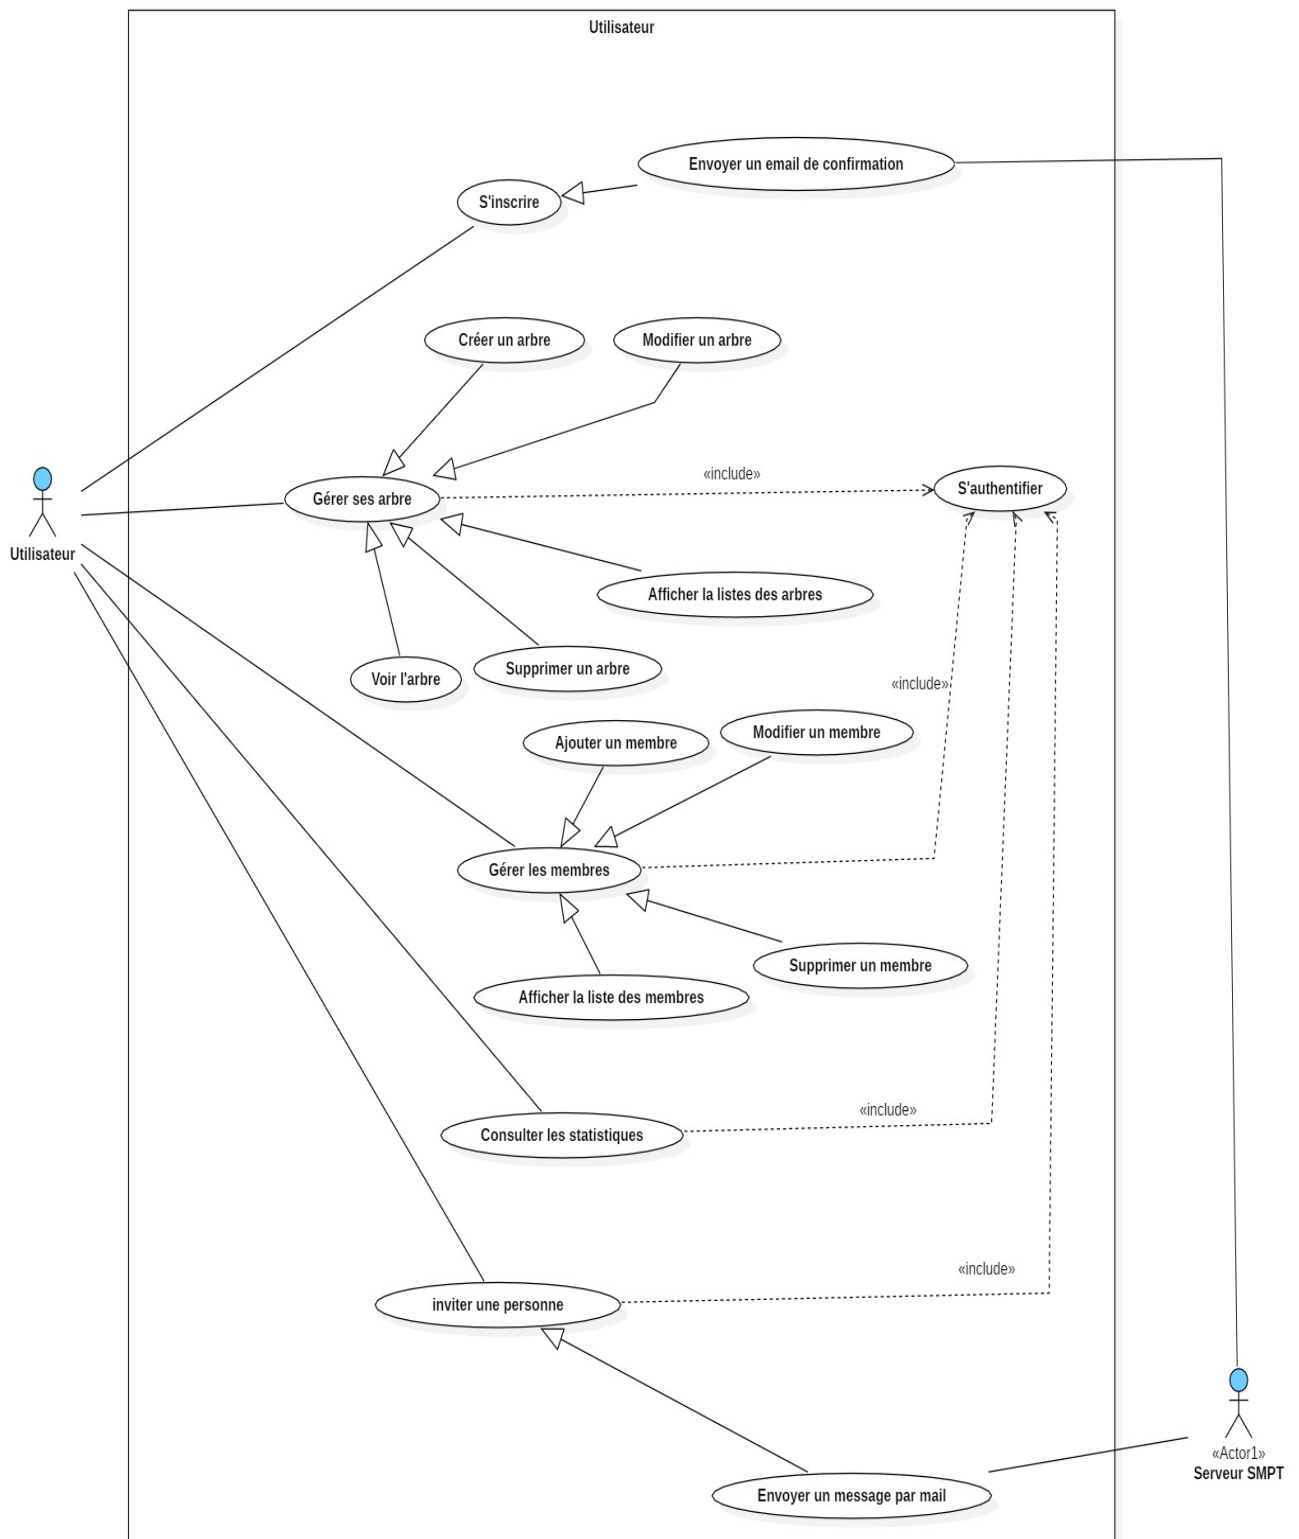 Utilisateur
Envoyer un email de confirmation
S'inscrire
Créer un arbre
Modifier un arbre
«include»
S'authentifier
Gérer ses arbre
Utilisateur
Afficher la listes des arbres
Supprimer un arbre
Voir l'arbre
«include»
Modifier un membre
Ajouter un membre
Gérer les membres
Supprimer un membre
Afficher la liste des membres
«include»
Consulter les statistiques
«include»
inviter une personne
«Actor1»
Serveur SMPT
Envoyer un message par mail